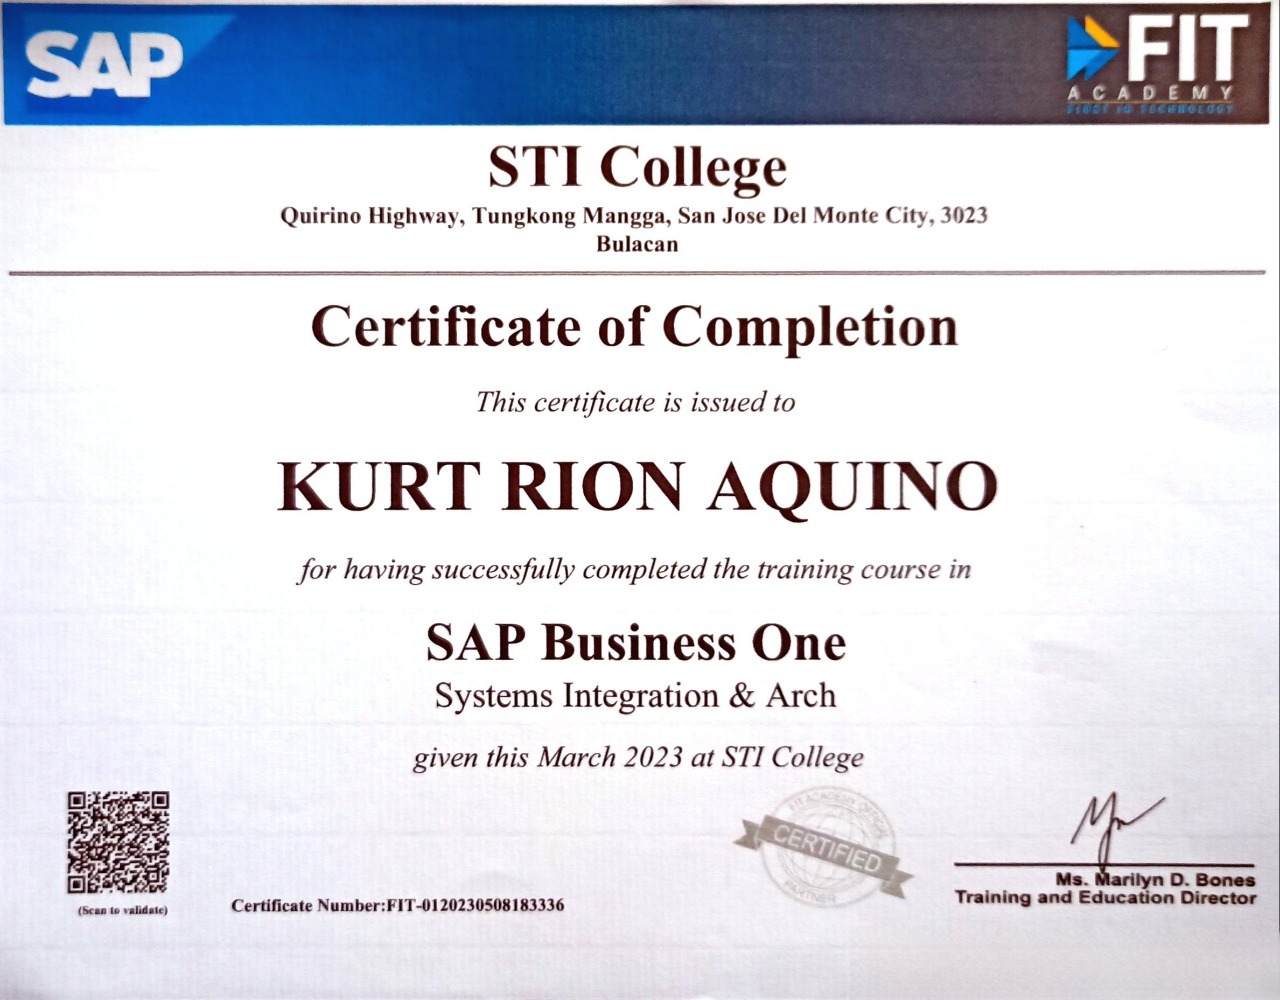 SAP
FIT
ACADEMY
FIRST IN TECHNOLOGY
STI College
Quirino Highway, Tungkong Mangga, San Jose Del Monte City, 3023
Bulacan
Certificate of Completion
This certificate is issued to
KURT RION AQUINO
for having successfully completed the training course in
SAP Business One
Systems Integration & Arch
given this March 2023 at STI College
CERTIFIED
PARTNER
(Scan to validate)
Certificate Number:FIT-0120230508183336
Ms. Marilyn D. Bones
Training and Education Director